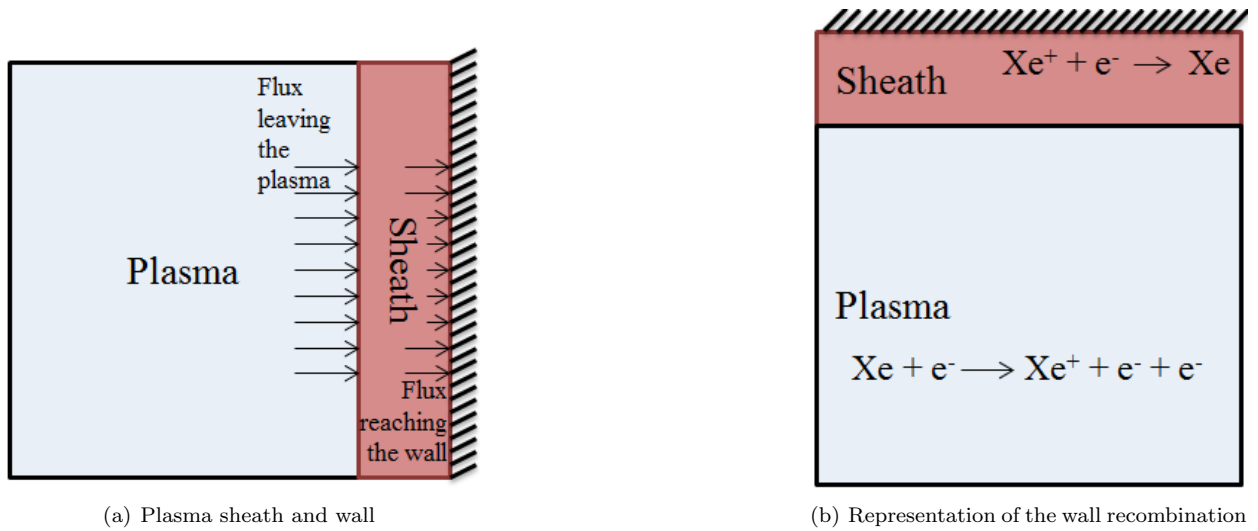 Flux
leaving
the
plasma
Plasma
Sheath
Flux
reaching
the wall
(a) Plasma sheath and wall
Sheath
Xe⁺ + e⁻ → Xe
Plasma
Xe + e⁻ → Xe⁺ + e⁻ + e⁻
(b) Representation of the wall recombination